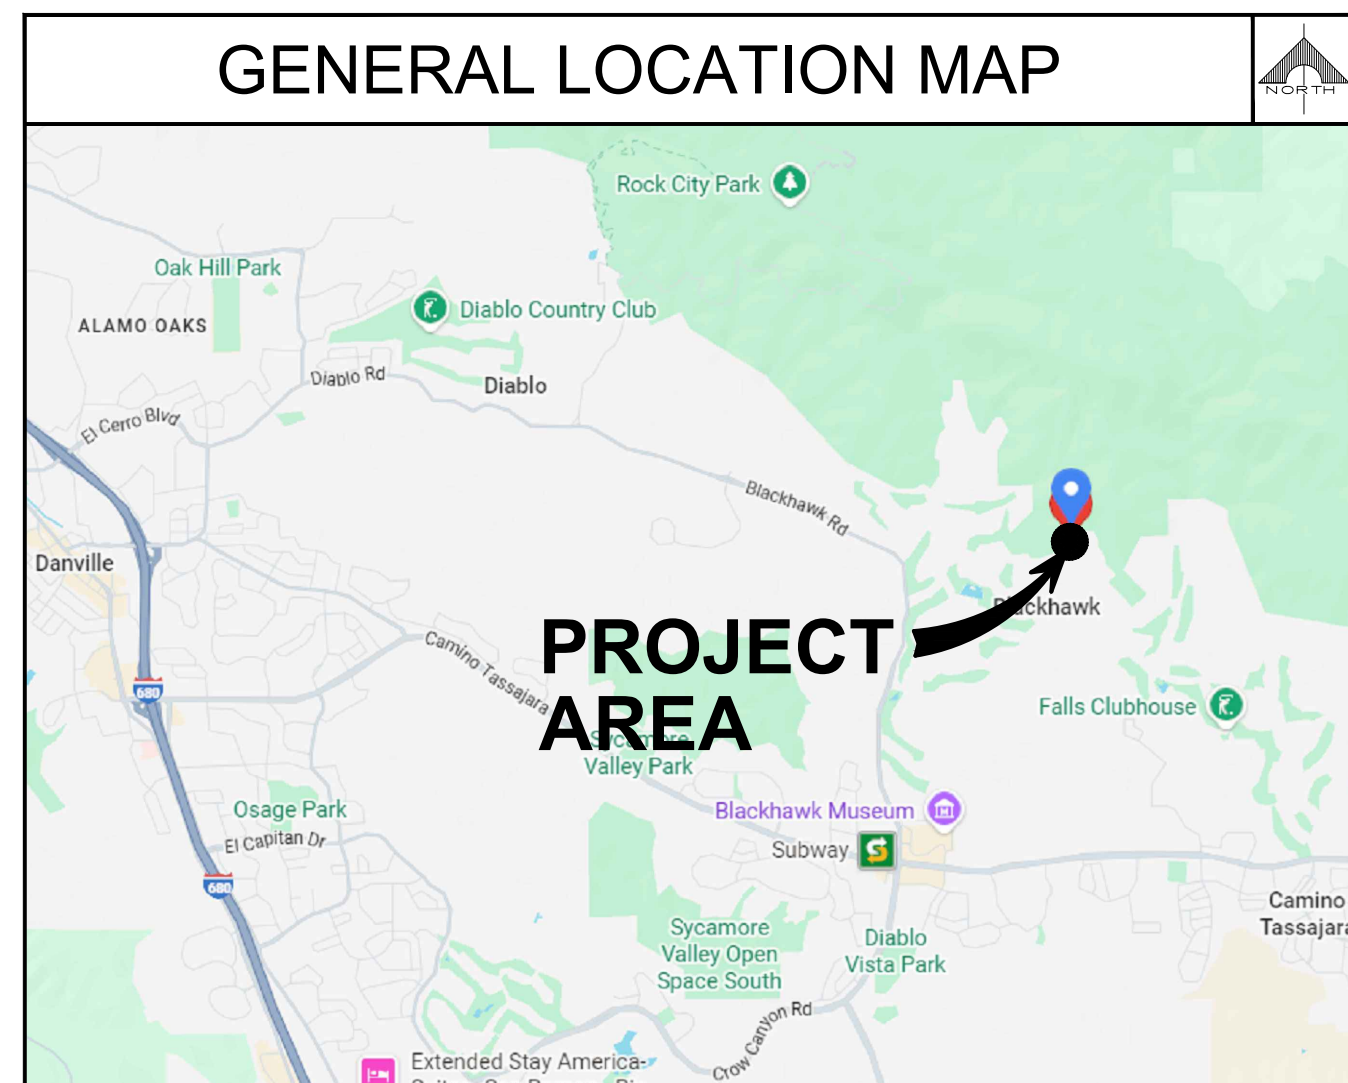 GENERAL LOCATION MAP
NORTH
Rock City Park
Oak Hill Park
Diablo Country Club
ALAMO OAKS
Diablo Rd
Diablo
El Cerro Blvd
Blackhawk Rd
Danville
Blackhawk
PROJECT
AREA
Camino Tassajara
680
Falls Clubhouse
Sycamore
Valley Park
Osage Park
Blackhawk Museum
El Capitan Dr
Subway
680
Camino
Tassajara
Sycamore
Valley Open
Space South
Diablo
Vista Park
Crow Canyon Rd
Extended Stay America-